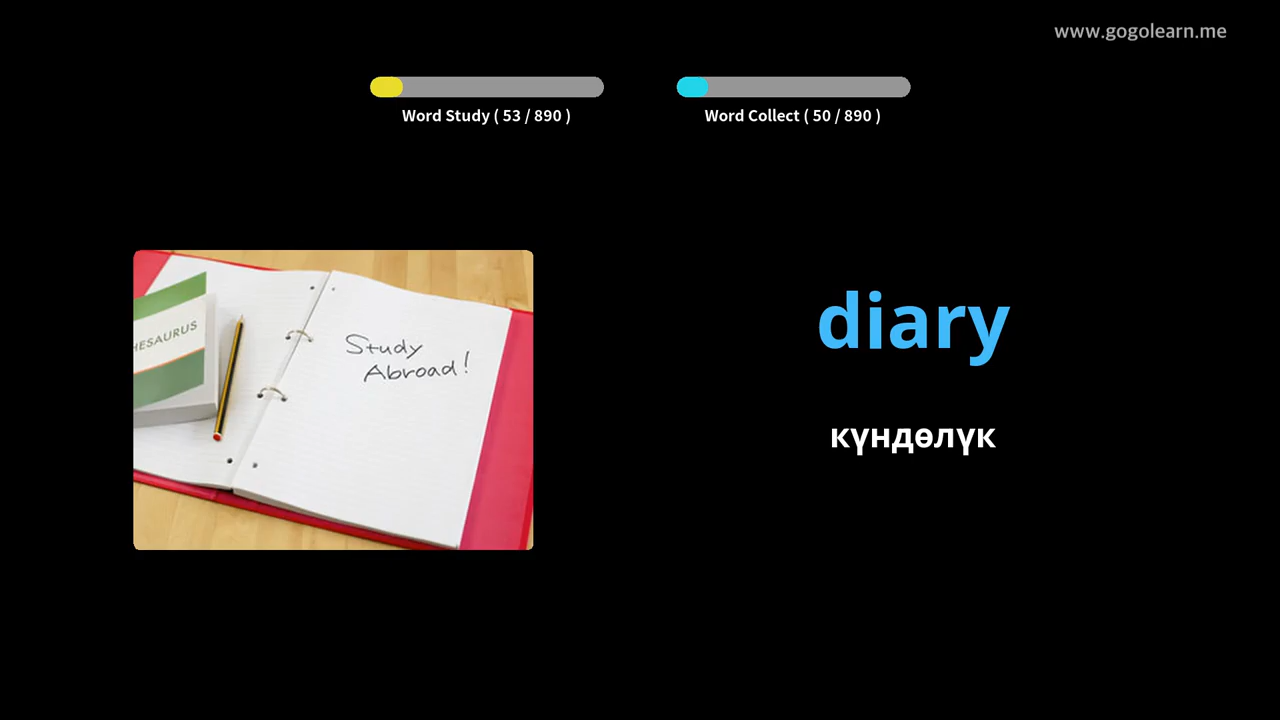 www.gogolearn.me
Word Study ( 53 / 890 )
Word Collect ( 50 / 890 )
HESAURUS
Study
Abroad!
diary
күндөлүк